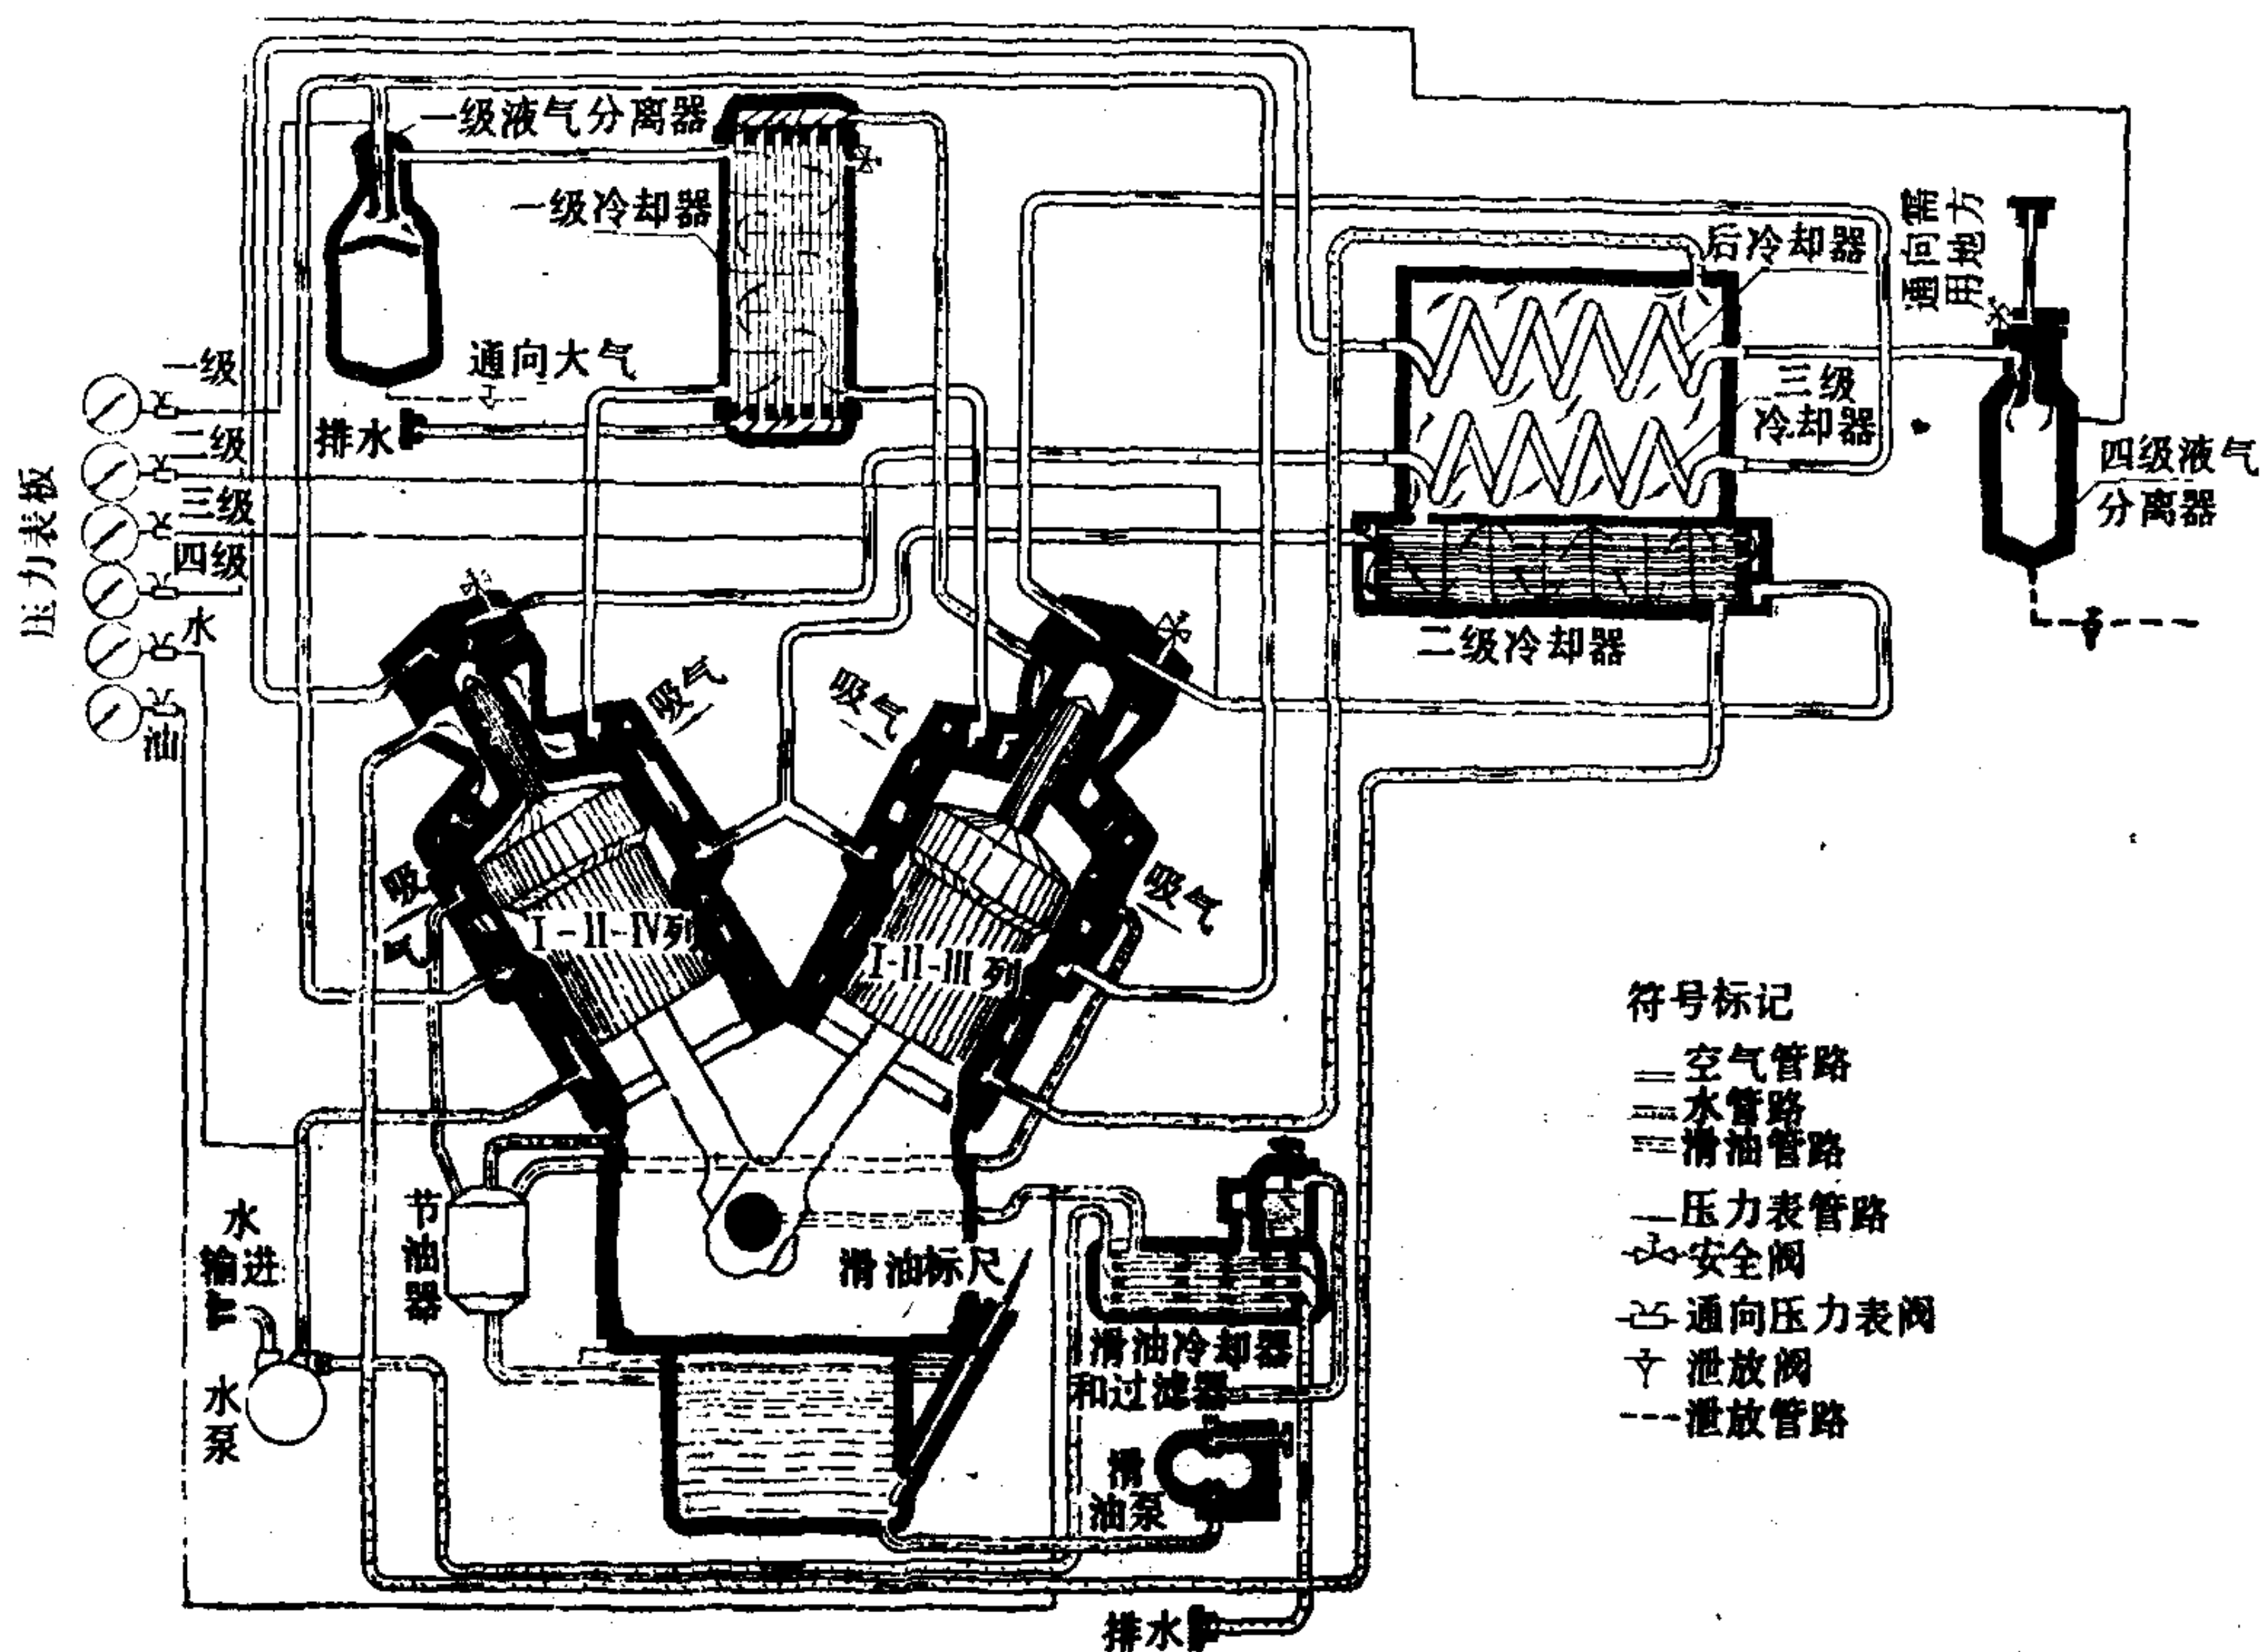 一级液气分离器
一级冷却器
通向大气
排水
压力表板
一级
二级
三级
四级
水
油
后冷却器
三级
冷却器
二级冷却器
通向需
用地方
四级液气
分离器
吸气
吸气
吸气
吸气
I-II-IV列
I-II-III列
节油器
水
输进
水泵
滑油标尺
滑油冷却器
和过滤器
滑
油泵
排水
符号标记
空气管路
水管路
滑油管路
压力表管路
安全阀
通向压力表阀
泄放阀
泄放管路